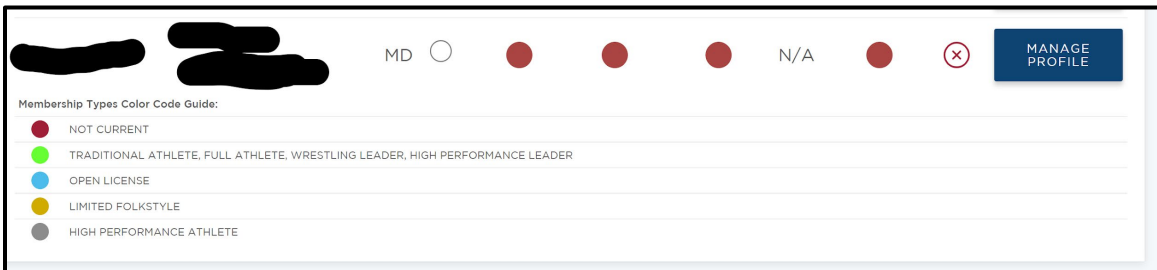 MD N/A MANAGE
PROFILE
Membership Types Color Code Guide:
NOT CURRENT
TRADITIONAL ATHLETE, FULL ATHLETE, WRESTLING LEADER, HIGH PERFORMANCE LEADER
OPEN LICENSE
LIMITED FOLKSTYLE
HIGH PERFORMANCE ATHLETE